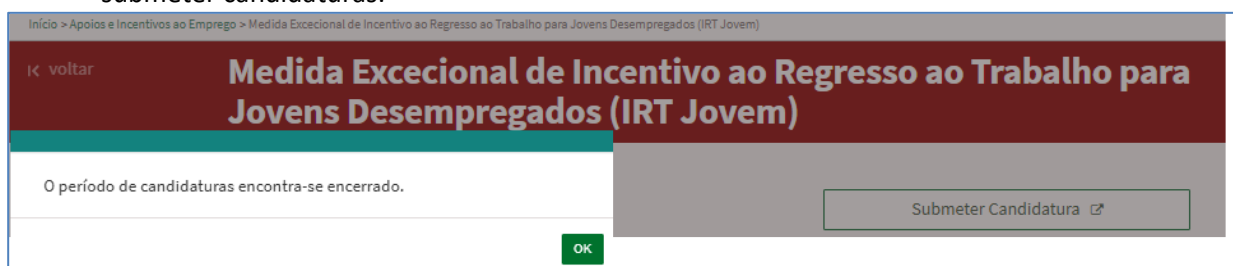 submeter candidaturas.
Início > Apoios e Incentivos ao Emprego > Medida Excecional de Incentivo ao Regresso ao Trabalho para Jovens Desempregados (IRT Jovem)
voltar
Medida Excecional de Incentivo ao Regresso ao Trabalho para
Jovens Desempregados (IRT Jovem)
O período de candidaturas encontra-se encerrado.
Submeter Candidatura
OK